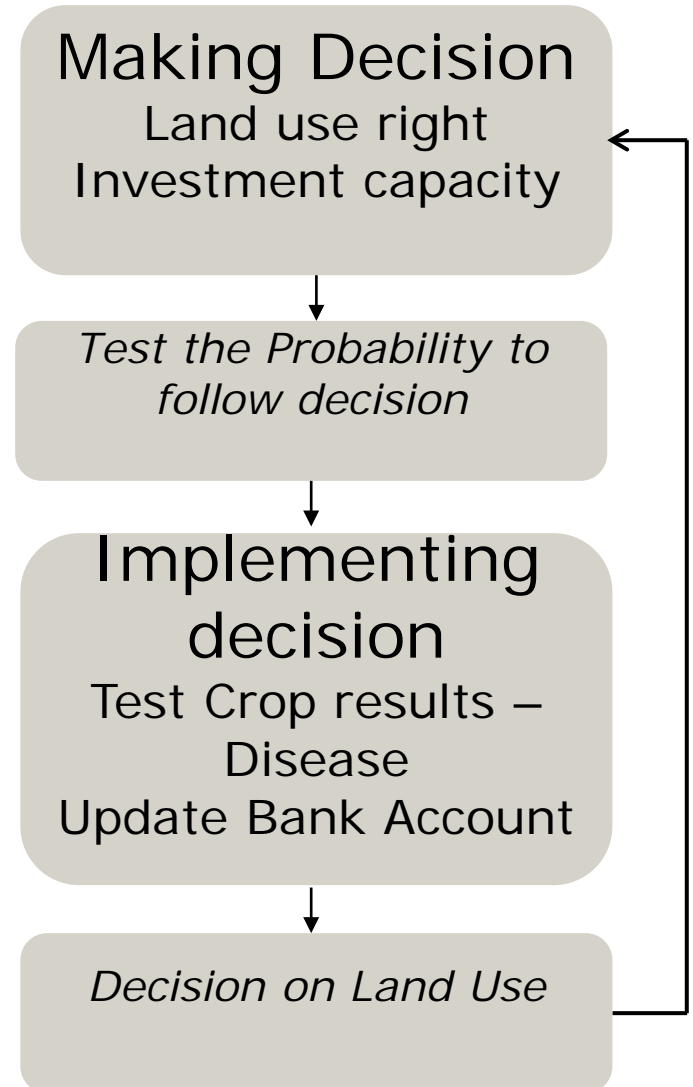 Making Decision
Land use right
Investment capacity
Test the Probability to
follow decision
Implementing
decision
Test Crop results –
Disease
Update Bank Account
Decision on Land Use